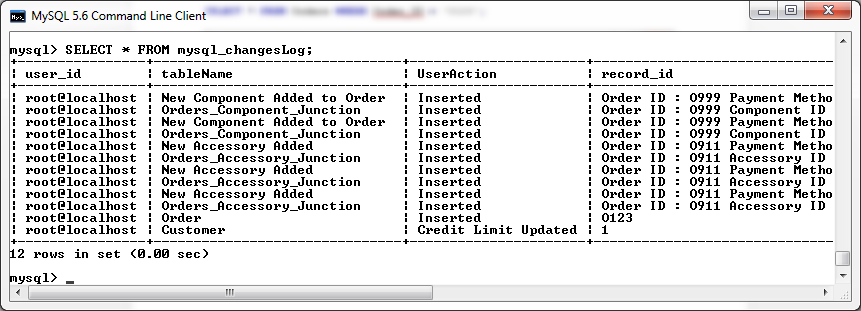 MySQL 5.6 Command Line Client
mysql> SELECT * FROM mysql_changesLog;
user_id | tableName | UserAction | record_id
root@localhost | New Component Added to Order | Inserted | Order ID : O999 Payment Metho
root@localhost | Orders_Component_Junction | Inserted | Order ID : O999 Component ID
root@localhost | New Component Added to Order | Inserted | Order ID : O999 Payment Metho
root@localhost | Orders_Component_Junction | Inserted | Order ID : O999 Component ID
root@localhost | New Accessory Added | Inserted | Order ID : O911 Payment Metho
root@localhost | Orders_Accessory_Junction | Inserted | Order ID : O911 Accessory ID
root@localhost | New Accessory Added | Inserted | Order ID : O911 Payment Metho
root@localhost | Orders_Accessory_Junction | Inserted | Order ID : O911 Accessory ID
root@localhost | New Accessory Added | Inserted | Order ID : O911 Payment Metho
root@localhost | Orders_Accessory_Junction | Inserted | Order ID : O911 Accessory ID
root@localhost | Order | Inserted | O123
root@localhost | Customer | Credit Limit Updated | 1
12 rows in set (0.00 sec)
mysql>